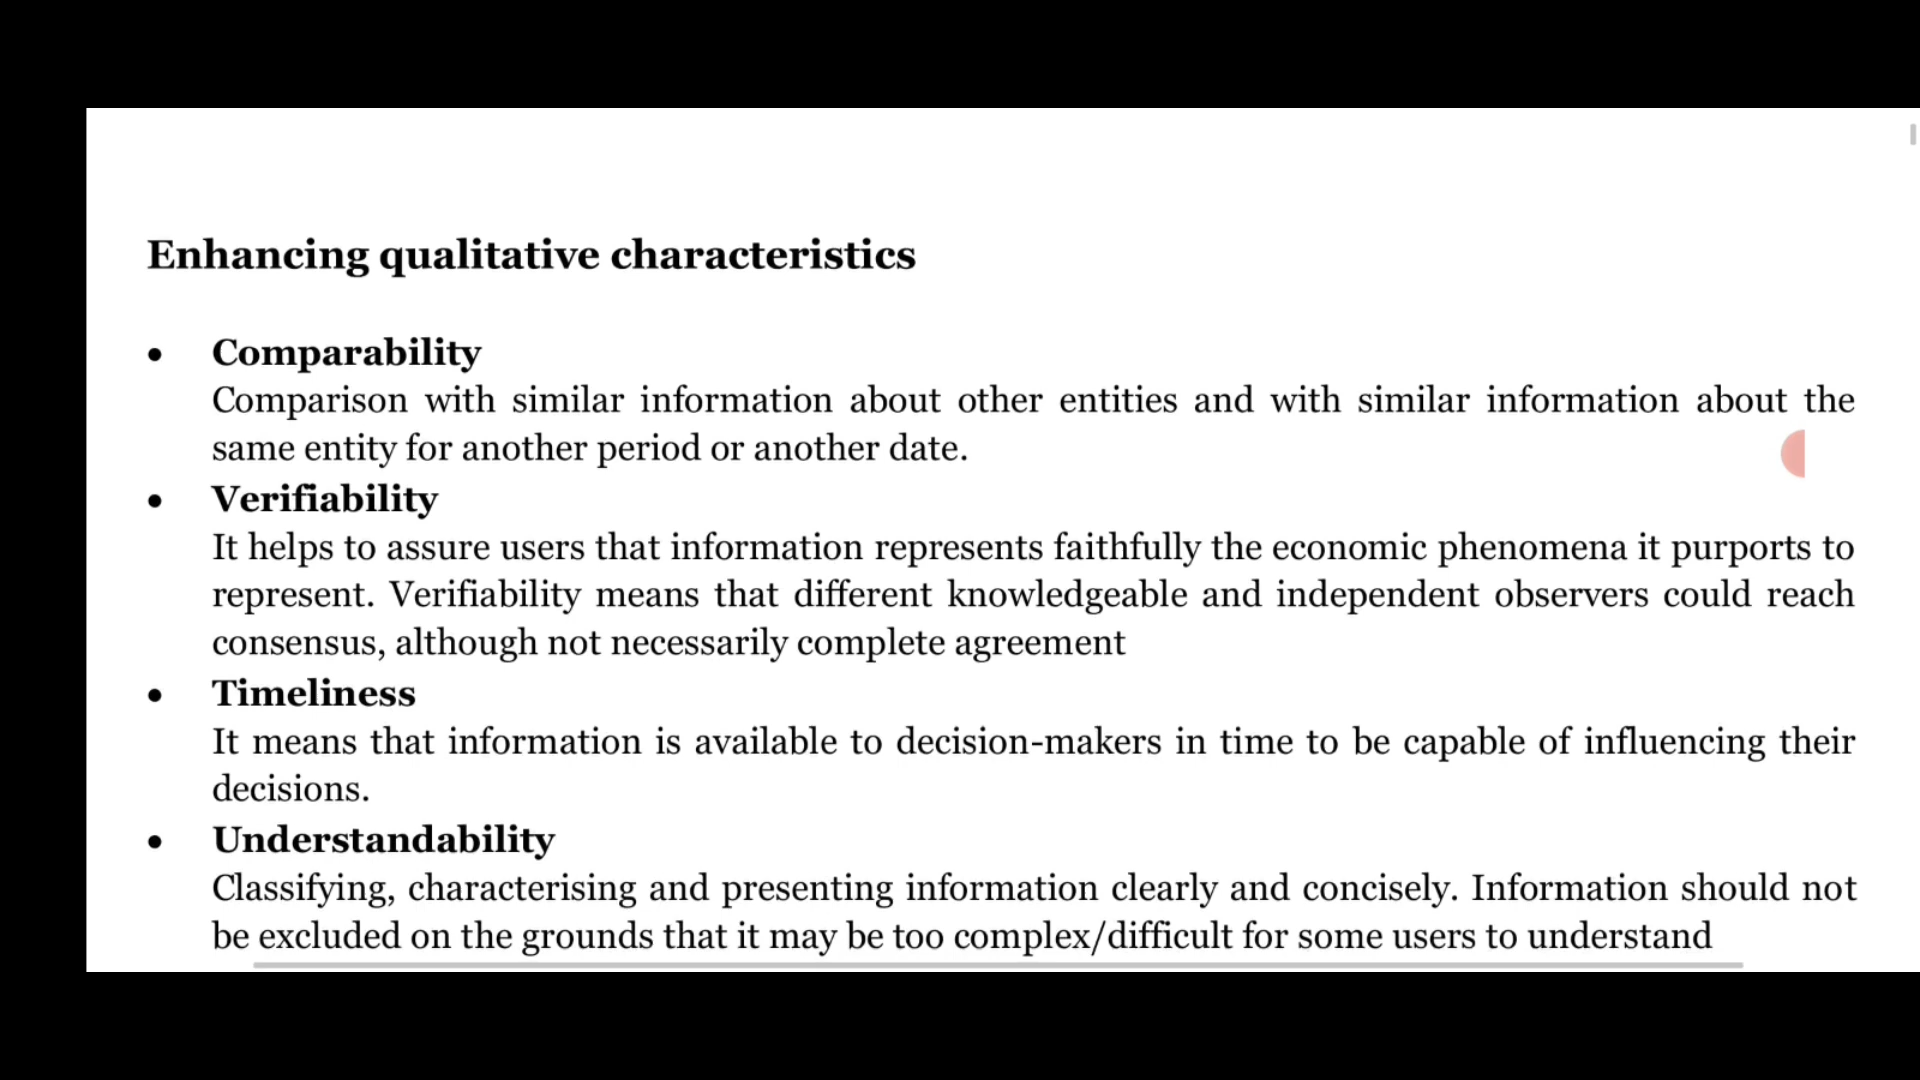 Enhancing qualitative characteristics
• Comparability
Comparison with similar information about other entities and with similar information about the
same entity for another period or another date.
• Verifiability
It helps to assure users that information represents faithfully the economic phenomena it purports to
represent. Verifiability means that different knowledgeable and independent observers could reach
consensus, although not necessarily complete agreement
• Timeliness
It means that information is available to decision-makers in time to be capable of influencing their
decisions.
• Understandability
Classifying, characterising and presenting information clearly and concisely. Information should not
be excluded on the grounds that it may be too complex/difficult for some users to understand